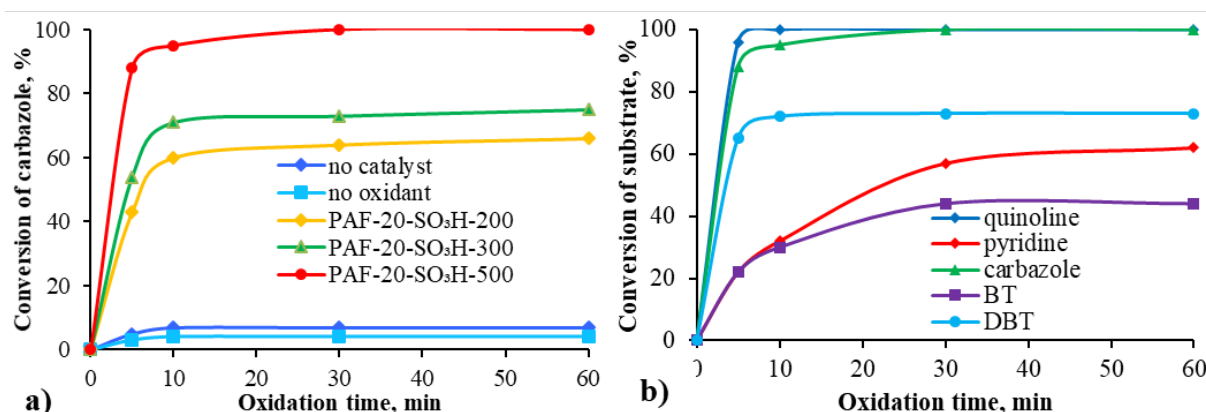 Conversion of carbazole, %
100
80
60
40
20
0
no catalyst
no oxidant
PAF-20-SO₃H-200
PAF-20-SO₃H-300
PAF-20-SO₃H-500
0 10 20 30 40 50 60
a) Oxidation time, min
Conversion of substrate, %
100
80
60
40
20
0
quinoline
pyridine
carbazole
BT
DBT
0 10 20 30 40 50 60
b) Oxidation time, min